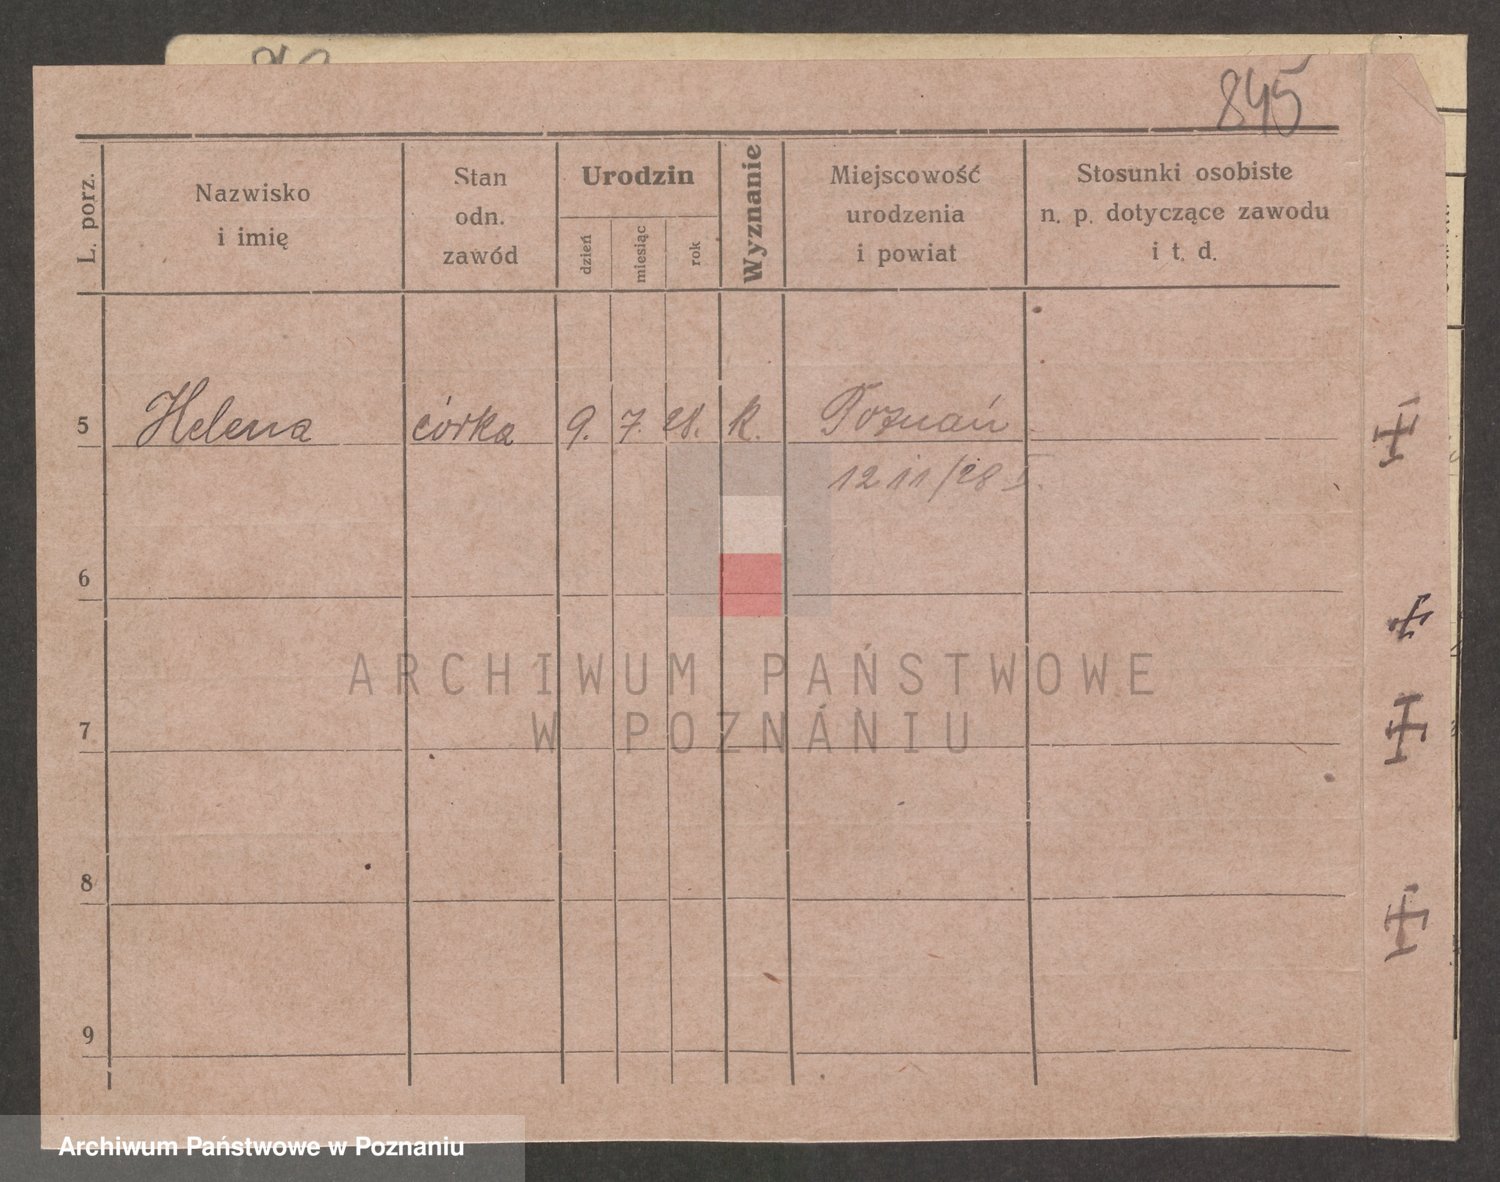 845
L. porz.
Nazwisko
i imię
Stan
odn.
zawód
Urodzin
dzień
miesiąc
rok
Wyznanie
Miejscowość
urodzenia
i powiat
Stosunki osobiste
n. p. dotyczące zawodu
i t. d.
5 Helena córka 9. 7. 28. k. Poznań
12 11/28
6
7
8
9
ARCHIWUM PAŃSTWOWE
W POZNANIU
Archiwum Państwowe w Poznaniu